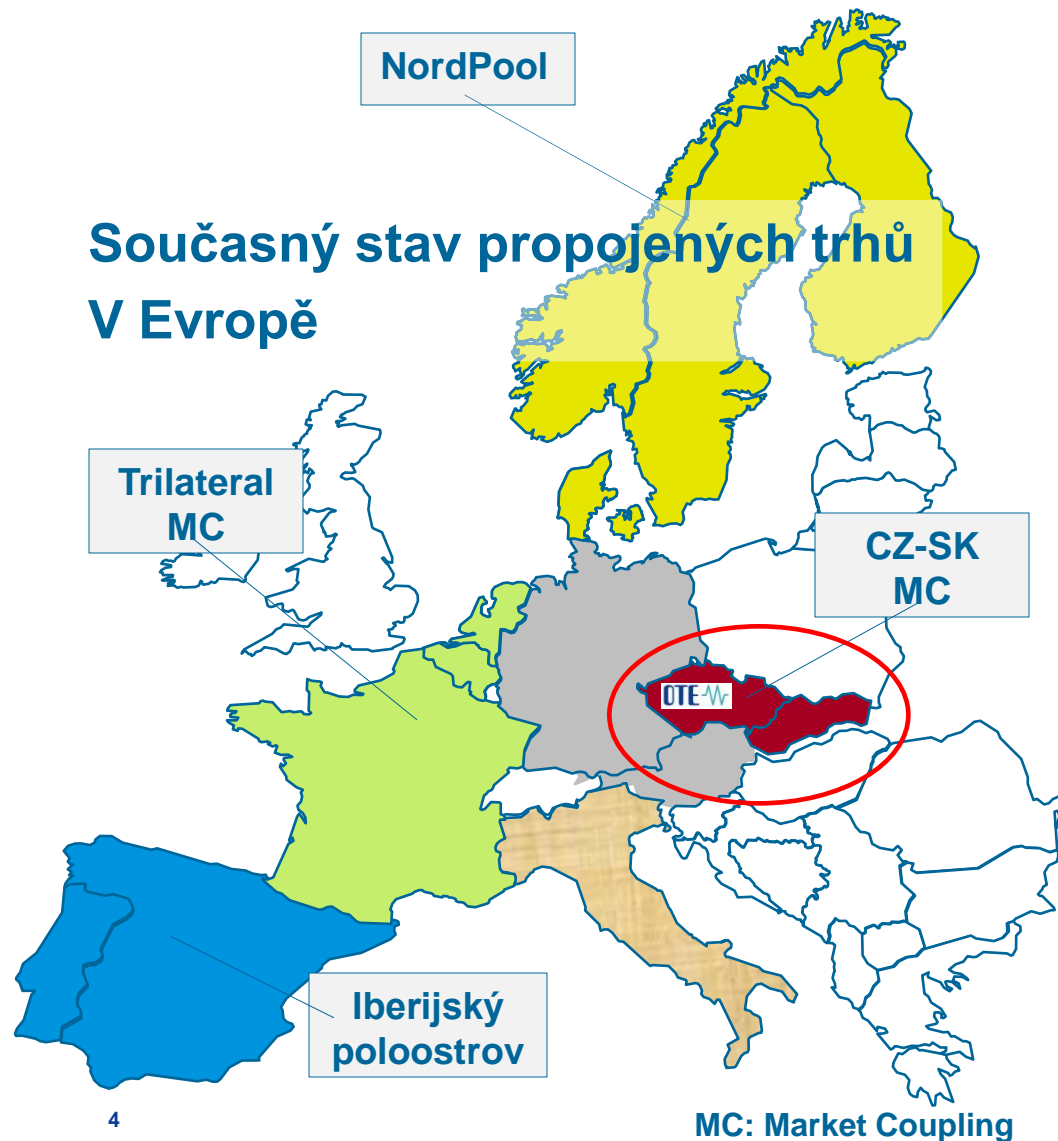 NordPool
Současný stav propojených trhů
V Evropě
Trilateral
MC
CZ-SK
MC
OTE
Iberijský
poloostrov
4
MC: Market Coupling